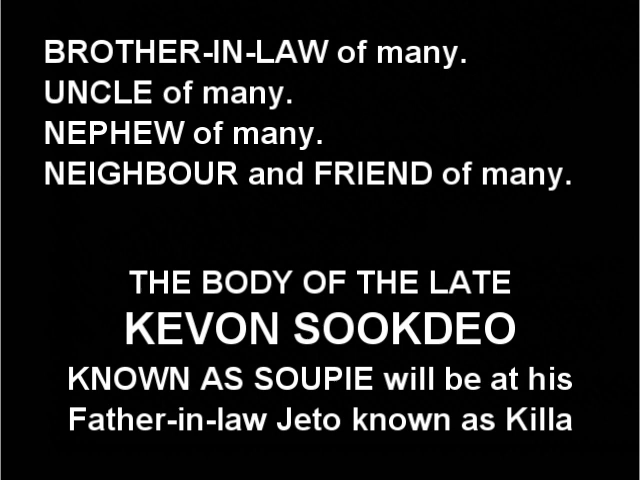 BROTHER-IN-LAW of many.
UNCLE of many.
NEPHEW of many.
NEIGHBOUR and FRIEND of many.
THE BODY OF THE LATE
KEVON SOOKDEO
KNOWN AS SOUPIE will be at his
Father-in-law Jeto known as Killa